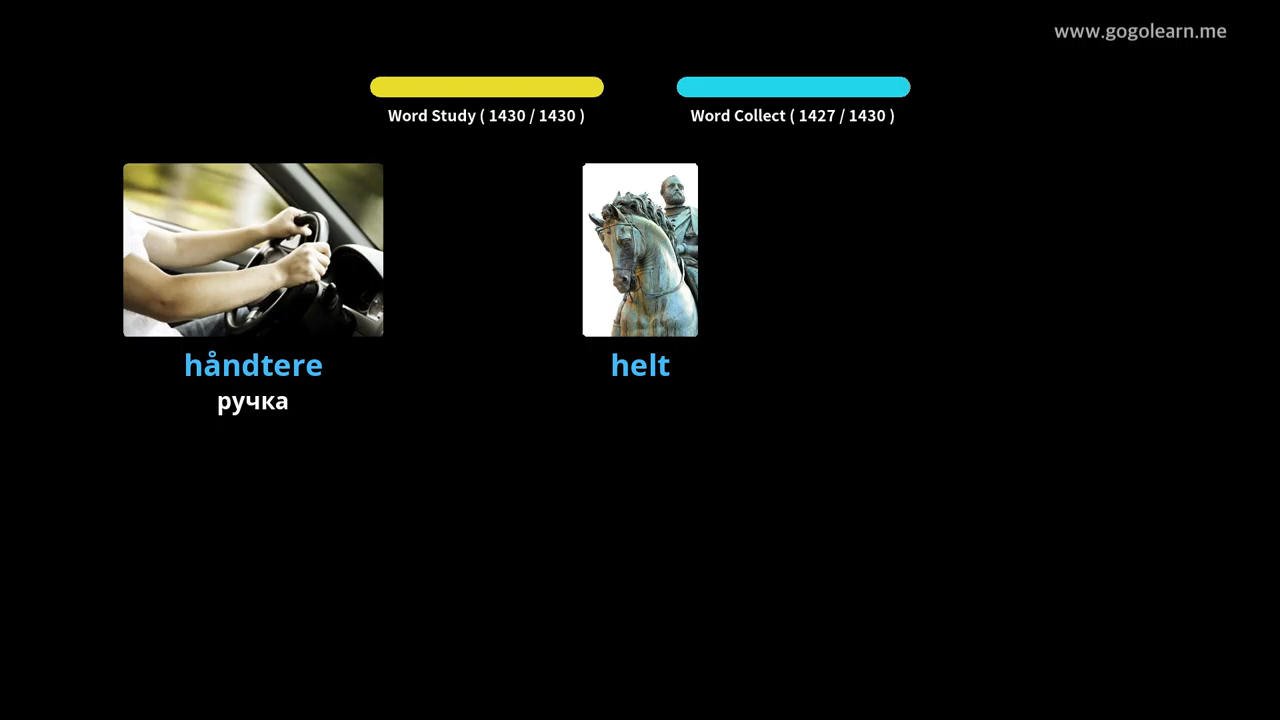 www.gogolearn.me
Word Study ( 1430 / 1430 )
Word Collect ( 1427 / 1430 )
håndtere
ручка
helt